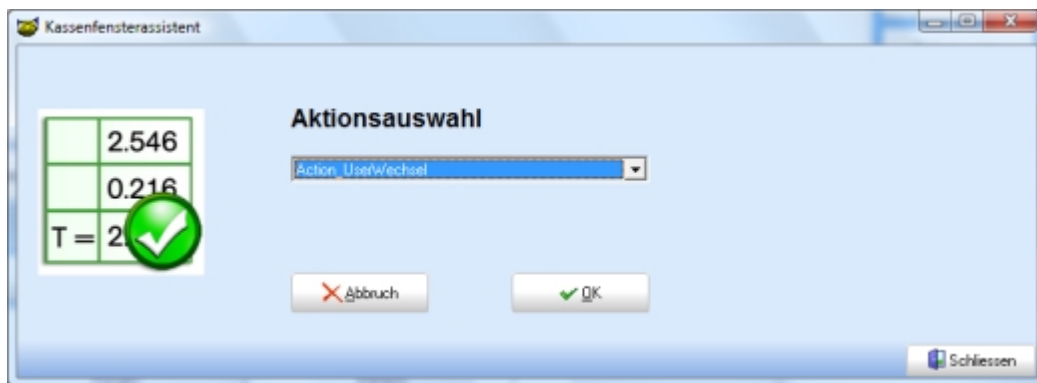 Kassenfensterassistent
Aktionsauswahl
2.546
Action_UserWechsel
0.216
T = 2.
Abbruch
OK
Schliessen